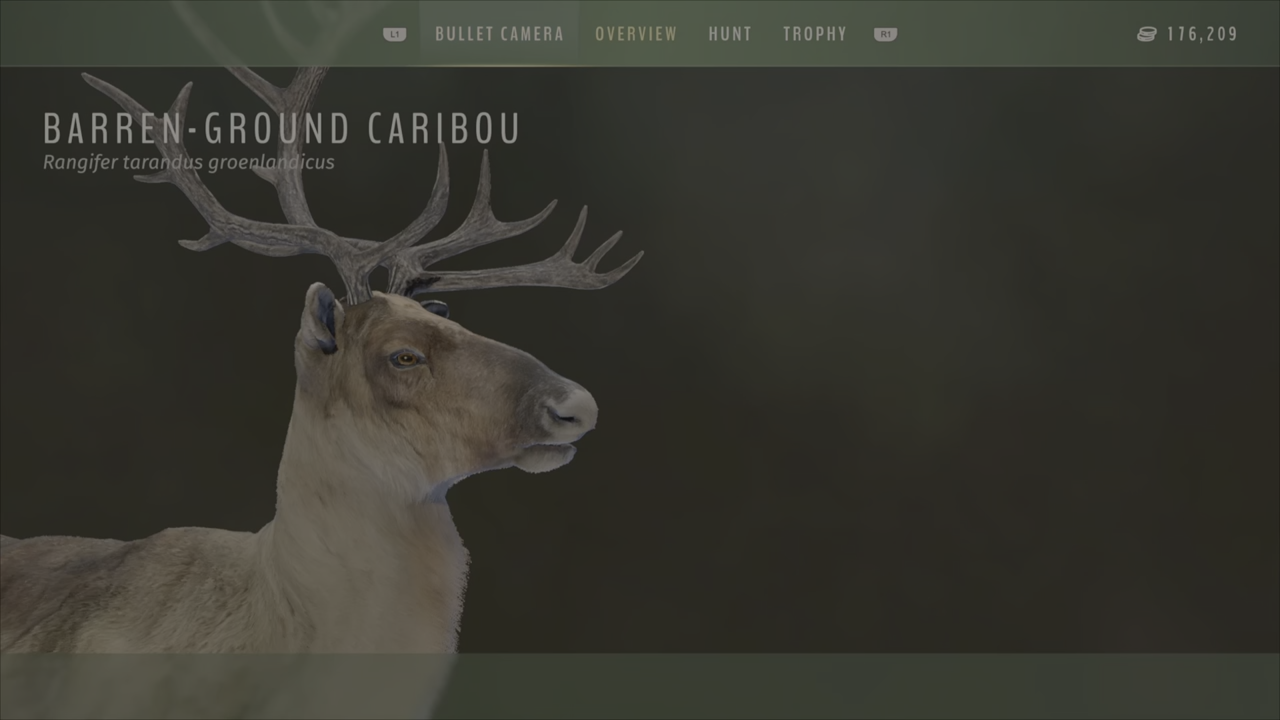 L1 BULLET CAMERA OVERVIEW HUNT TROPHY R1 176,209
BARREN-GROUND CARIBOU
Rangifer tarandus groenlandicus